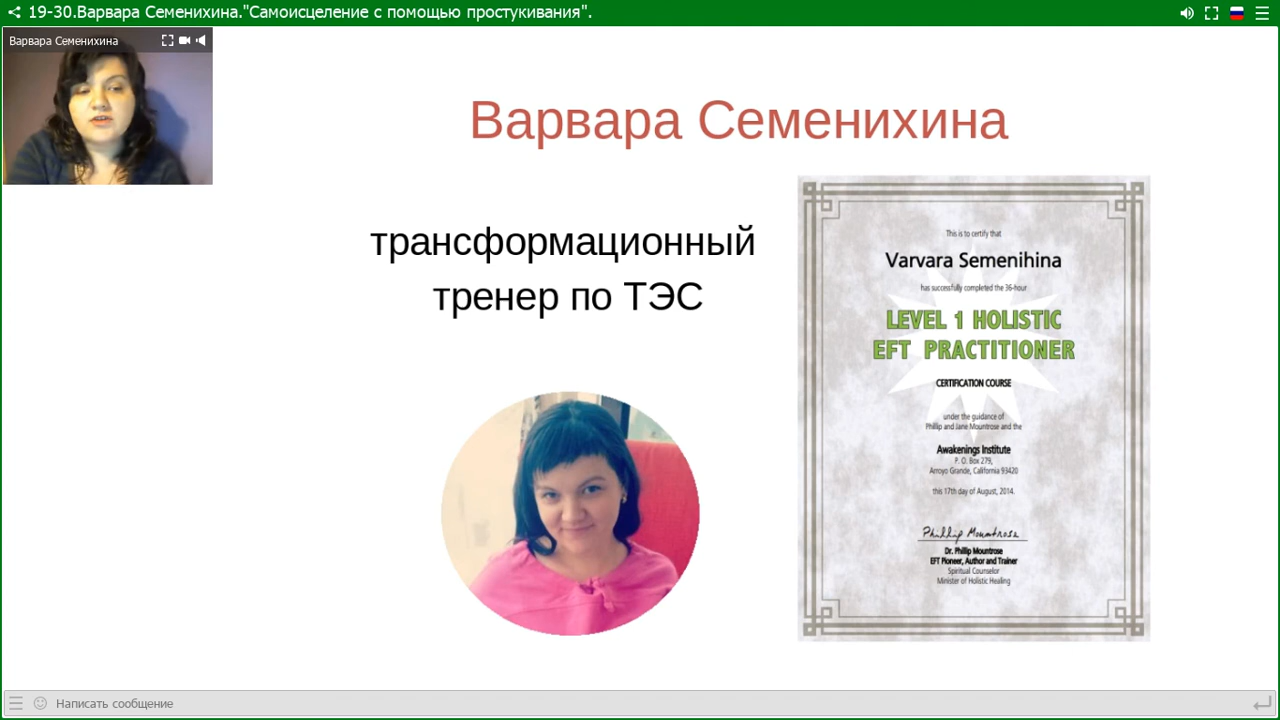 19-30.Варвара Семенихина."Самоисцеление с помощью простукивания".
Варвара Семенихина
Варвара Семенихина
трансформационный
тренер по ТЭС
This is to certify that
Varvara Semenihina
has successfully completed the 36-hour
LEVEL 1 HOLISTIC
EFT PRACTITIONER
CERTIFICATION COURSE
under the guidance of
Phillip and Jane Mountrose and the
Awakenings Institute
P. O. Box 279,
Arroyo Grande, California 93420
this 17th day of August, 2014.
Phillip Mountrose
Dr. Phillip Mountrose
EFT Pioneer, Author and Trainer
Spiritual Counselor
Minister of Holistic Healing
Написать сообщение